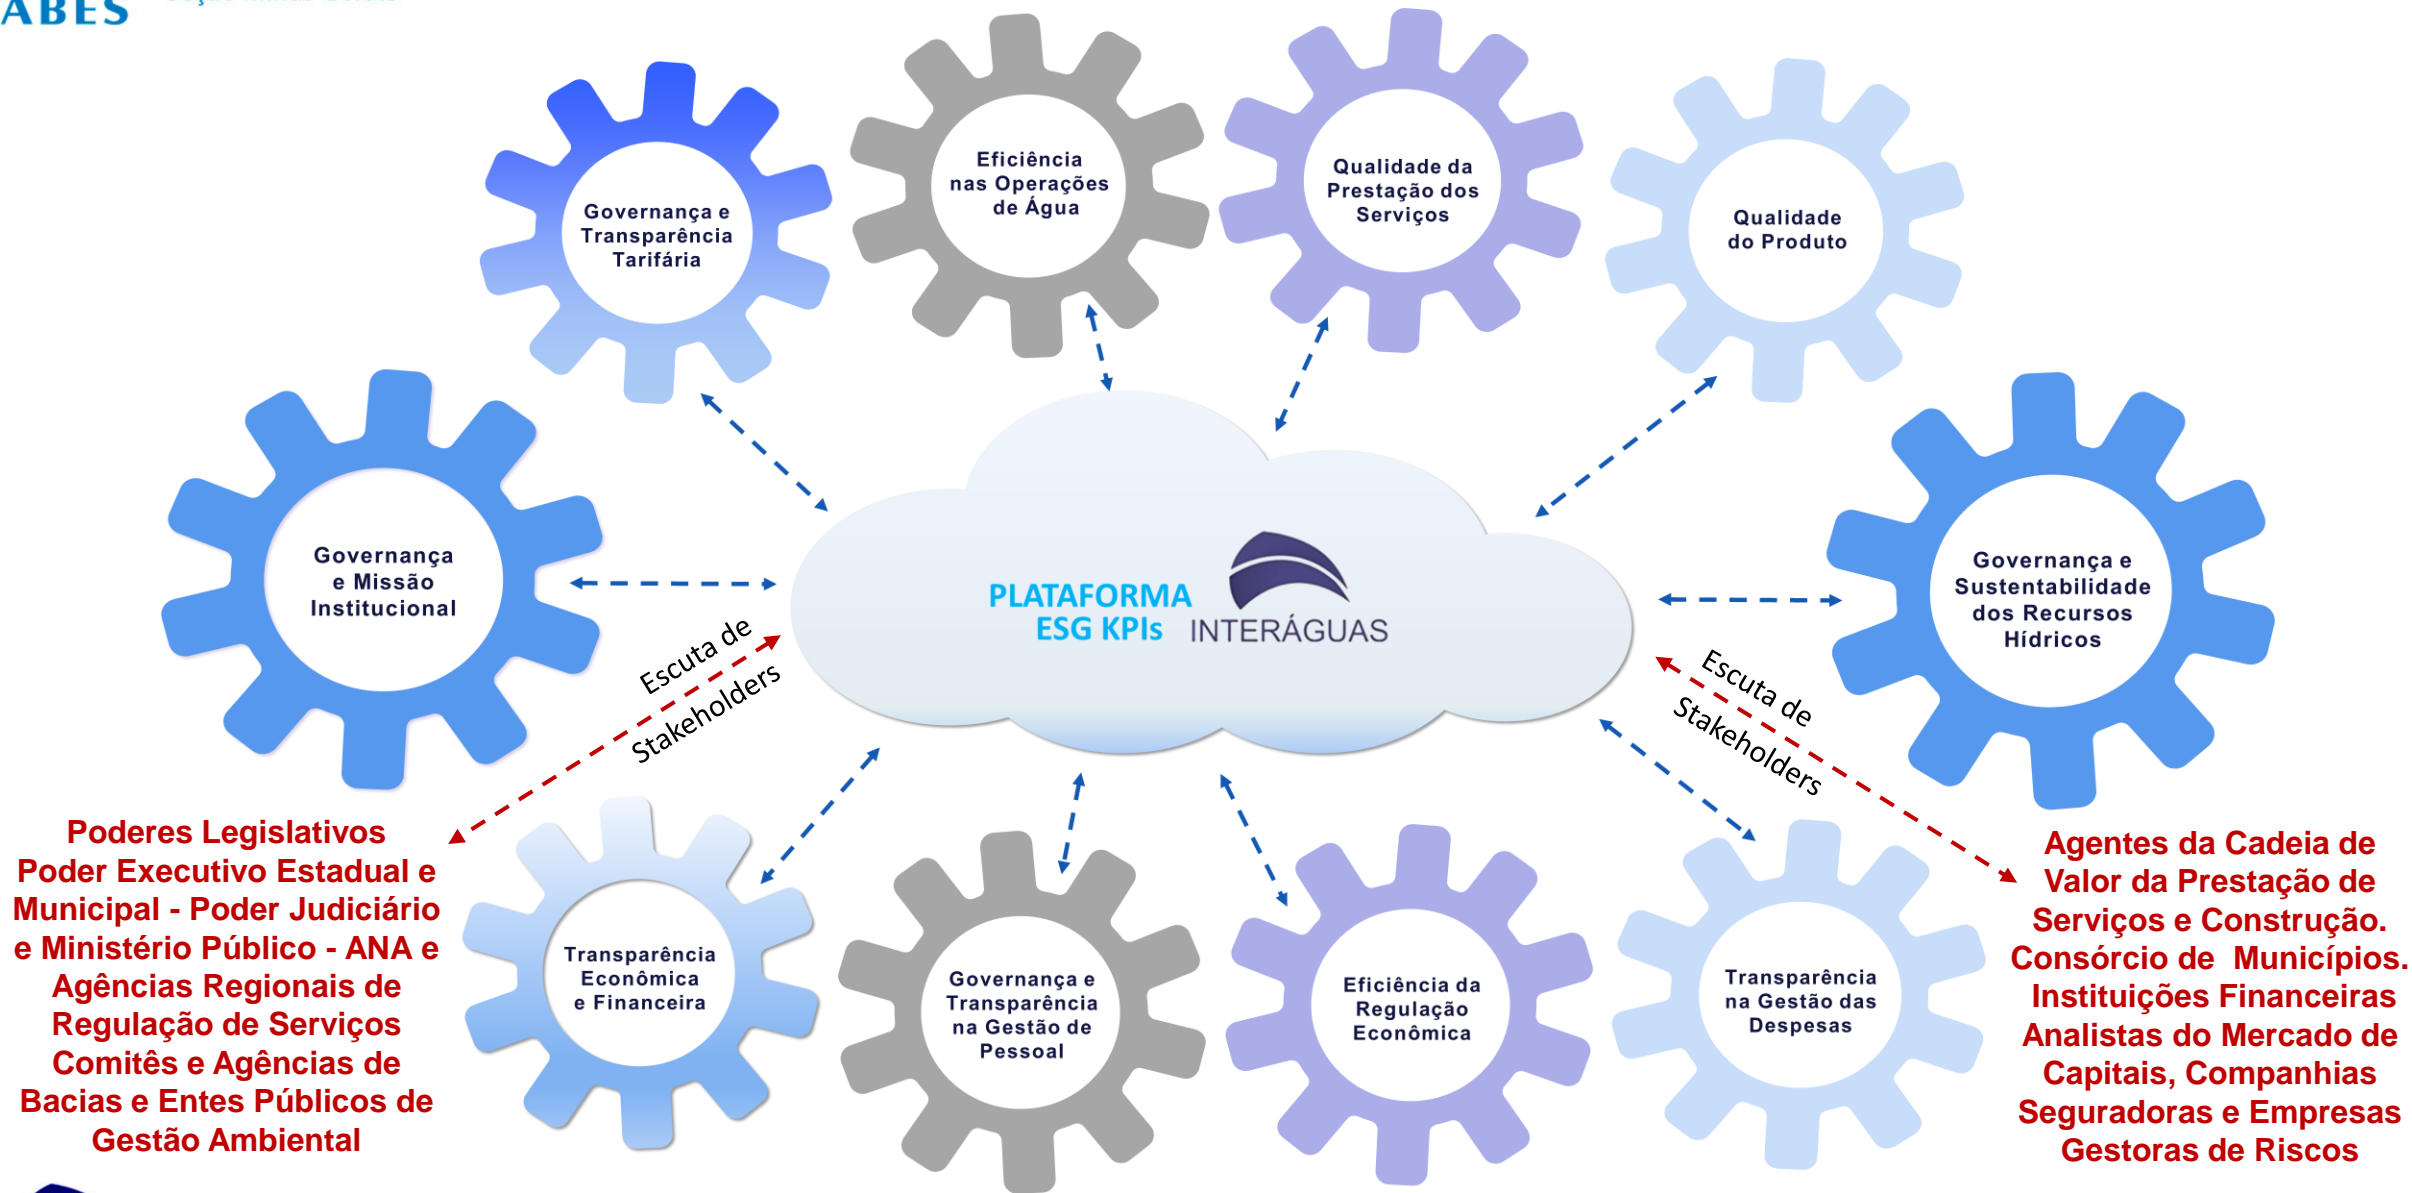 ABES
Governança e
Transparência
Tarifária
Eficiência
nas Operações
de Água
Qualidade da
Prestação dos
Serviços
Qualidade
do Produto
Governança
e Missão
Institucional
PLATAFORMA
ESG KPIs
INTERÁGUAS
Governança e
Sustentabilidade
dos Recursos
Hídricos
Escuta de
Stakeholders
Escuta de
Stakeholders
Poderes Legislativos
Poder Executivo Estadual e
Municipal - Poder Judiciário
e Ministério Público - ANA e
Agências Regionais de
Regulação de Serviços
Comitês e Agências de
Bacias e Entes Públicos de
Gestão Ambiental
Transparência
Econômica
e Financeira
Governança e
Transparência
na Gestão de
Pessoal
Eficiência da
Regulação
Econômica
Transparência
na Gestão das
Despesas
Agentes da Cadeia de
Valor da Prestação de
Serviços e Construção.
Consórcio de  Municípios.
Instituições Financeiras
Analistas do Mercado de
Capitais, Companhias
Seguradoras e Empresas
Gestoras de Riscos